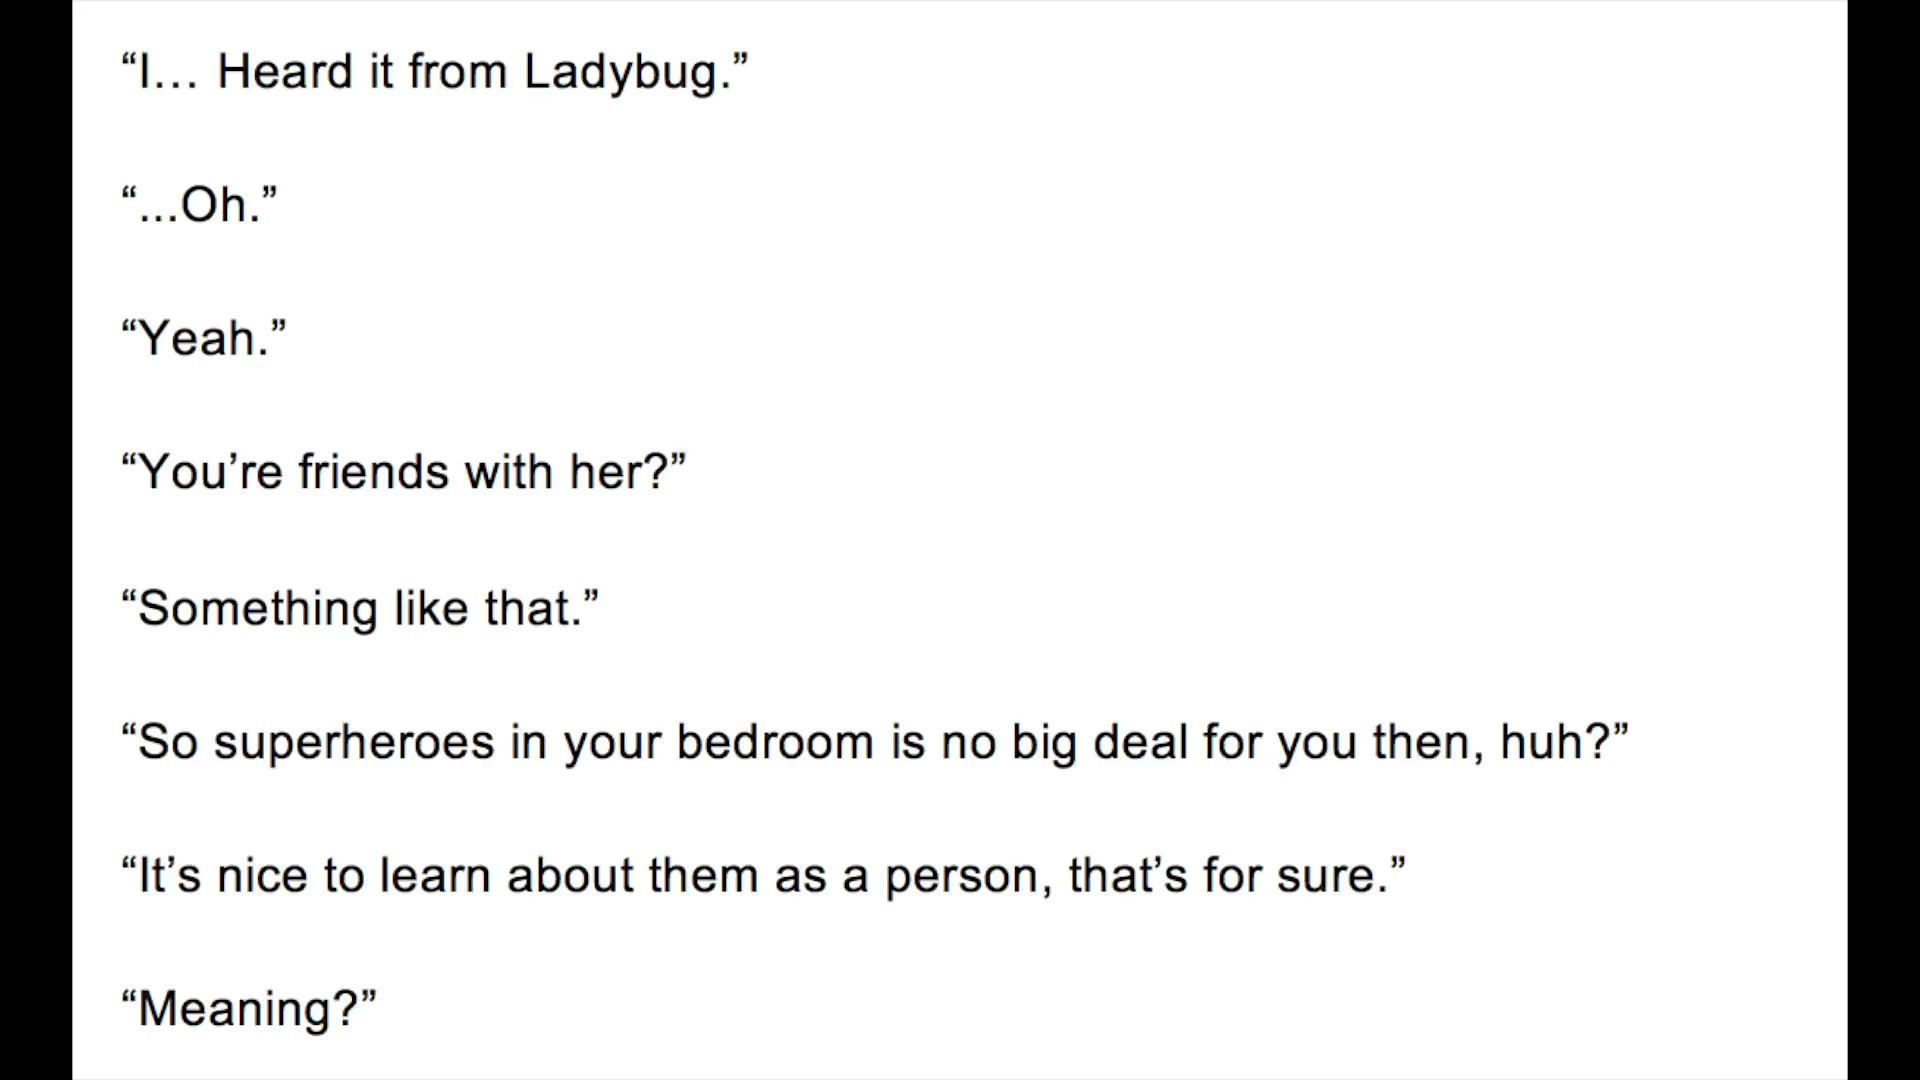 “I… Heard it from Ladybug.”
“...Oh.”
“Yeah.”
“You’re friends with her?”
“Something like that.”
“So superheroes in your bedroom is no big deal for you then, huh?”
“It’s nice to learn about them as a person, that’s for sure.”
“Meaning?”